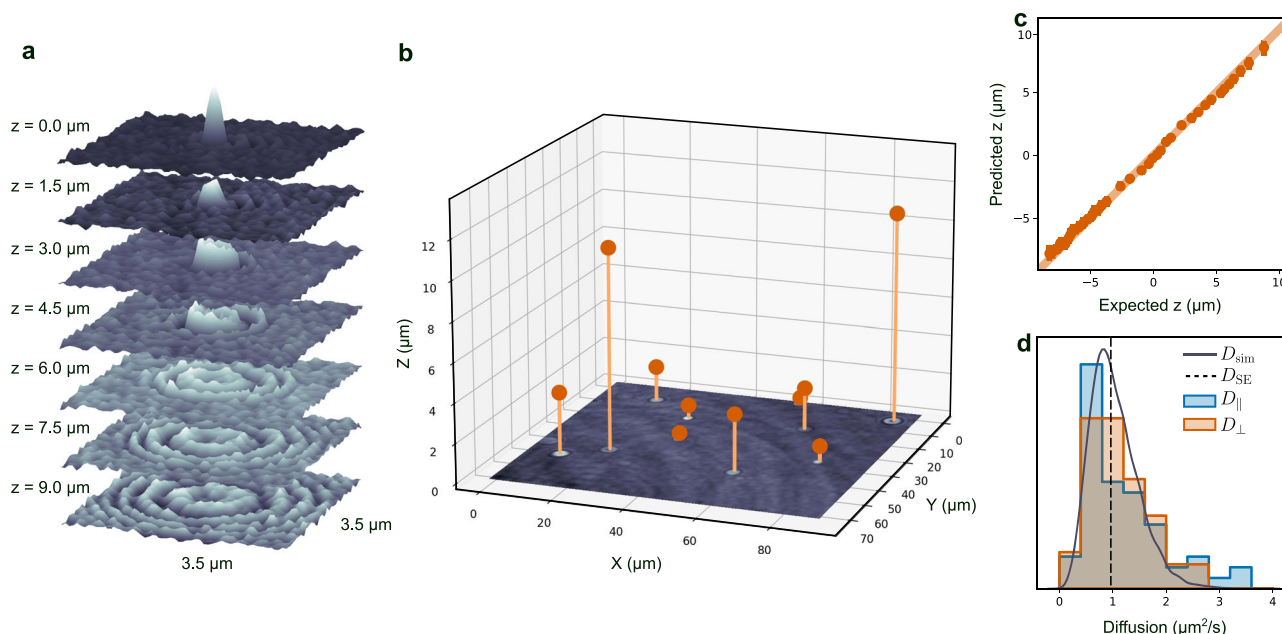 a
z = 0.0 µm
z = 1.5 µm
z = 3.0 µm
z = 4.5 µm
z = 6.0 µm
z = 7.5 µm
z = 9.0 µm
3.5 µm
3.5 µm
b
12
10
8
6
4
2
0
Z (µm)
0
20
40
60
80
X (µm)
0
10
20
30
40
50
60
70
Y (µm)
c
10
5
0
−5
Predicted z (µm)
−5
0
5
10
Expected z (µm)
d
D_sim
D_SE
D_∥
D_⊥
0
1
2
3
4
Diffusion (µm²/s)